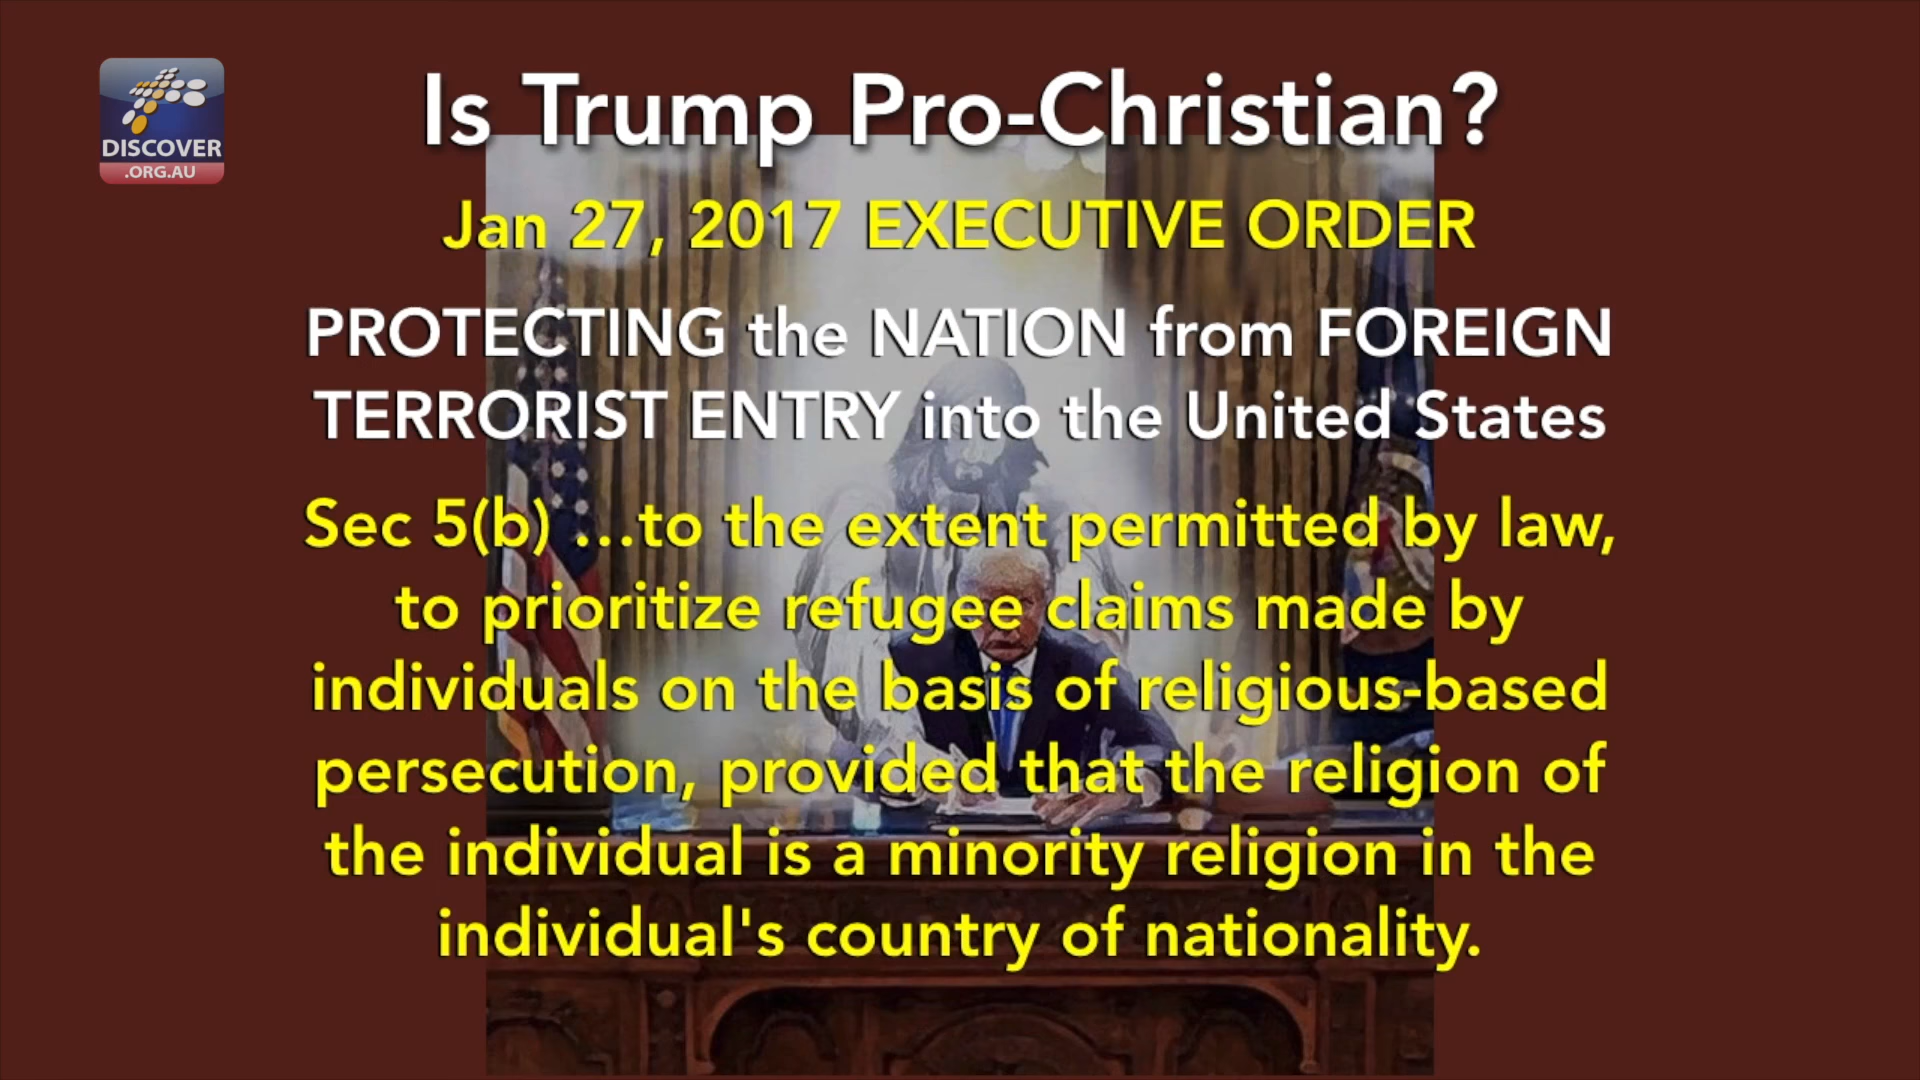 DISCOVER
.ORG.AU
Is Trump Pro-Christian?
Jan 27, 2017 EXECUTIVE ORDER
PROTECTING the NATION from FOREIGN
TERRORIST ENTRY into the United States
Sec 5(b) ...to the extent permitted by law,
to prioritize refugee claims made by
individuals on the basis of religious-based
persecution, provided that the religion of
the individual is a minority religion in the
individual's country of nationality.